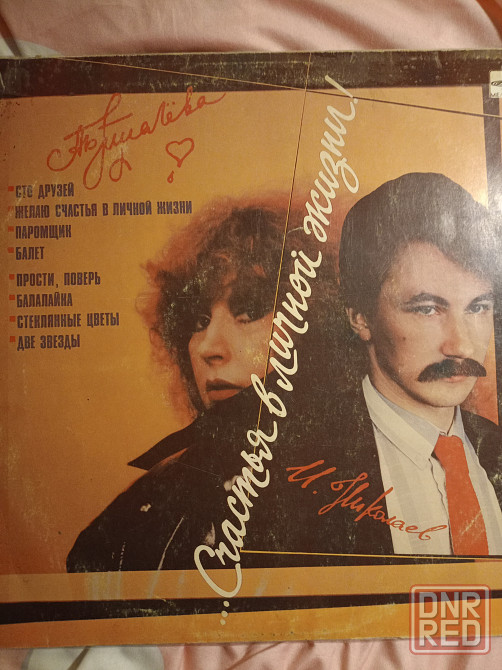 А.Б. Пугачёва
СТО ДРУЗЕЙ
ЖЕЛАЮ СЧАСТЬЯ В ЛИЧНОЙ ЖИЗНИ
ПАРОМЩИК
БАЛЕТ
ПРОСТИ, ПОВЕРЬ
БАЛАЛАЙКА
СТЕКЛЯННЫЕ ЦВЕТЫ
ДВЕ ЗВЕЗДЫ
...Счастья в личной жизни!
И. Николаев
DNR
RED